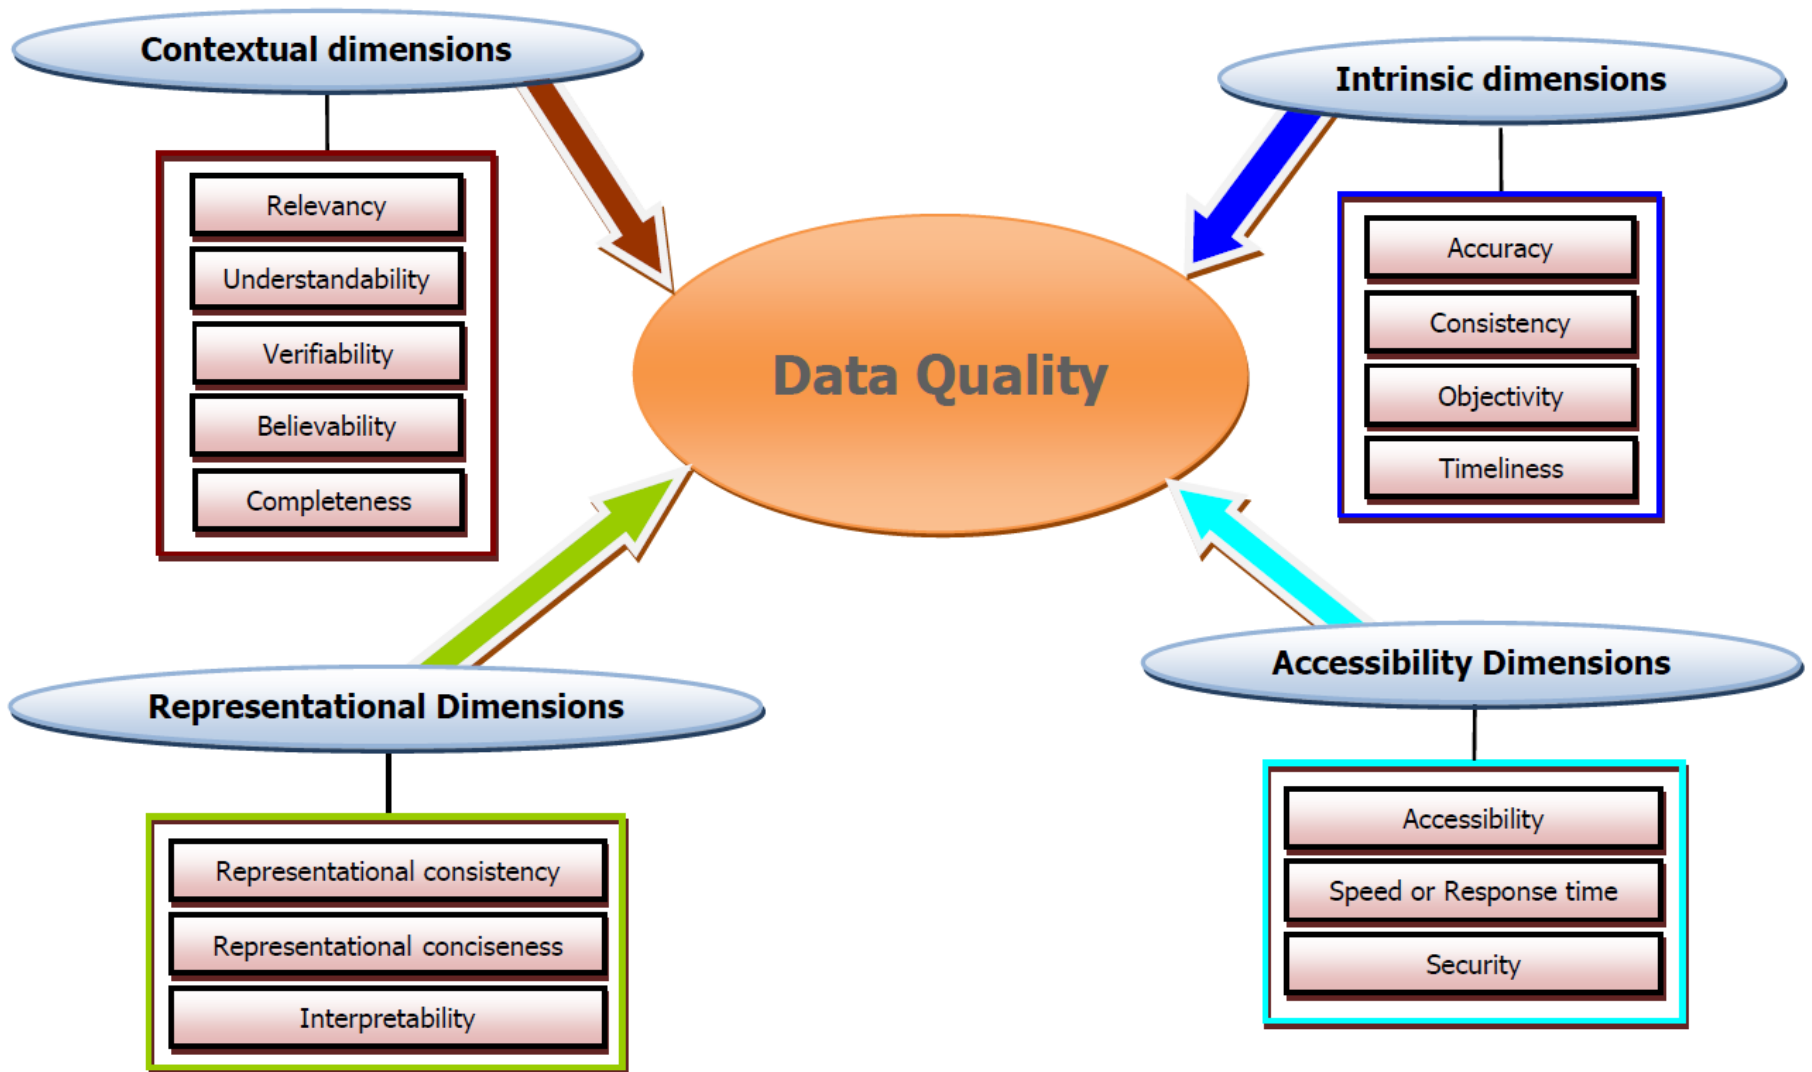 Contextual dimensions
Relevancy
Understandability
Verifiability
Believability
Completeness
Intrinsic dimensions
Accuracy
Consistency
Objectivity
Timeliness
Data Quality
Representational Dimensions
Representational consistency
Representational conciseness
Interpretability
Accessibility Dimensions
Accessibility
Speed or Response time
Security